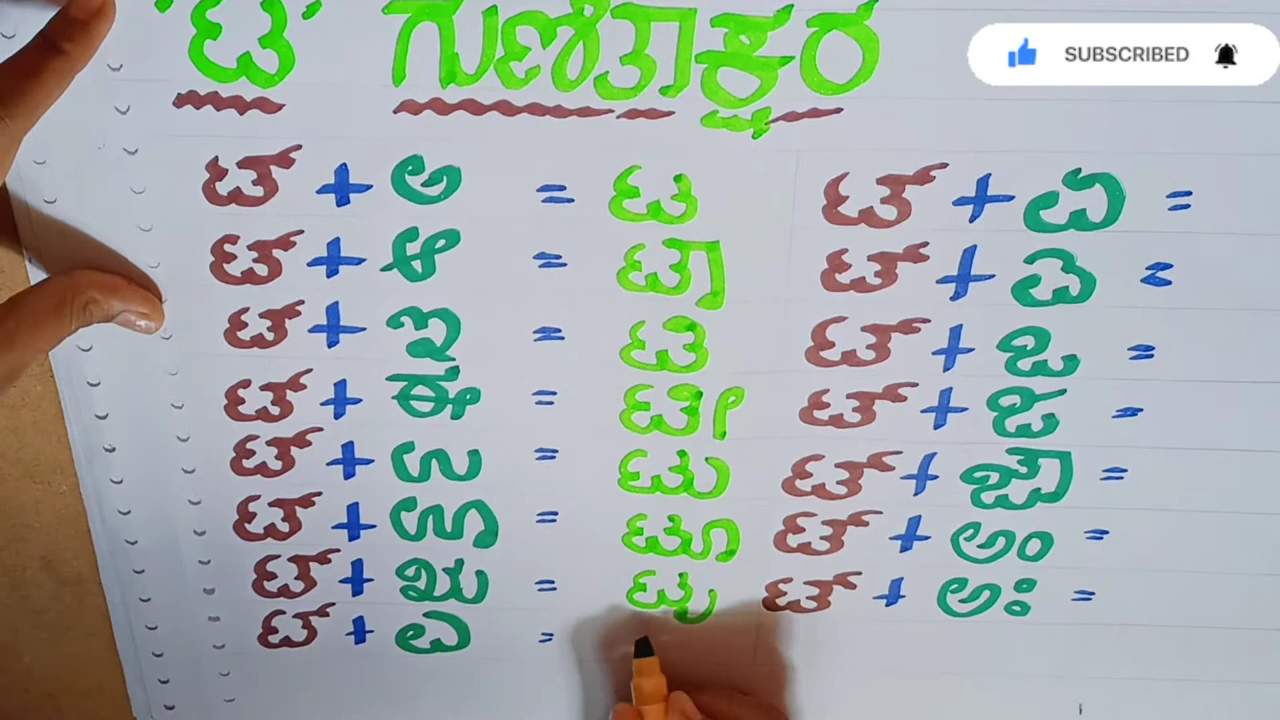 'ಟ' ಗುಣಿತಾಕ್ಷರ
SUBSCRIBED
ಟ್ + ಅ = ಟ ಟ್ + ಏ =
ಟ್ + ಆ = ಟಾ ಟ್ + ಐ =
ಟ್ + ಇ = ಟಿ ಟ್ + ಒ =
ಟ್ + ಈ = ಟೀ ಟ್ + ಓ =
ಟ್ + ಉ = ಟು ಟ್ + ಔ =
ಟ್ + ಊ = ಟೂ ಟ್ + ಅಂ =
ಟ್ + ಋ = ಟೃ ಟ್ + ಅಃ =
ಟ್ + ಎ =